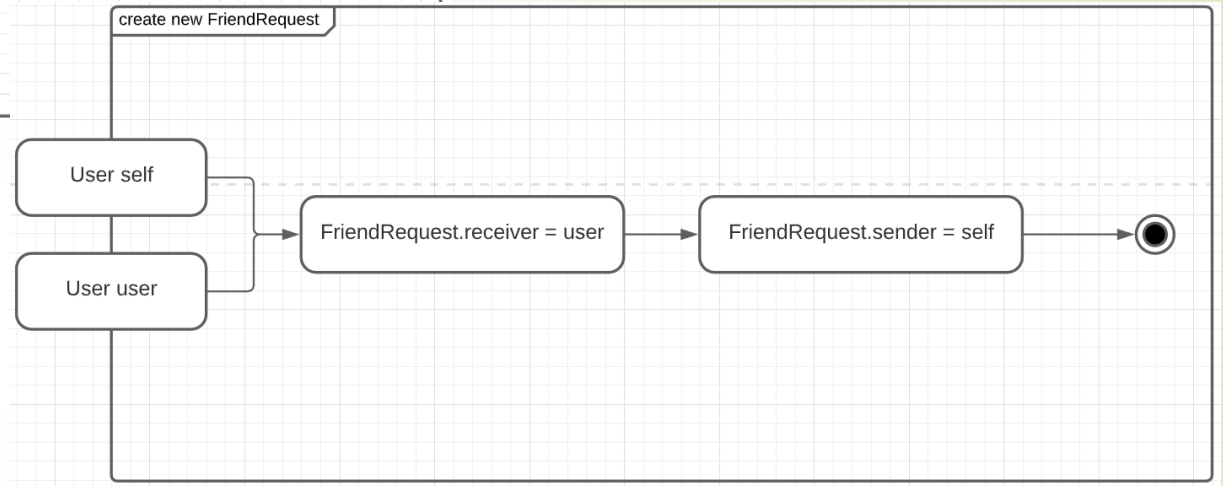 create new FriendRequest
User self
FriendRequest.receiver = user
FriendRequest.sender = self
User user